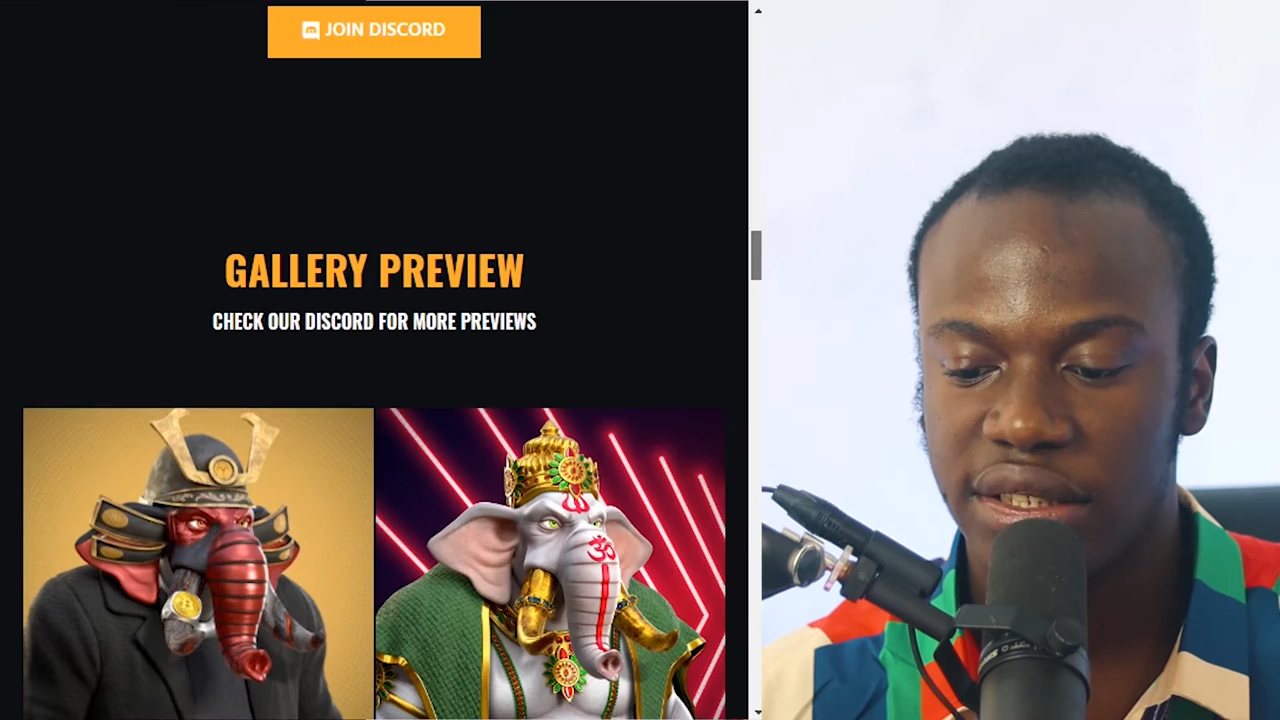 JOIN DISCORD
GALLERY PREVIEW
CHECK OUR DISCORD FOR MORE PREVIEWS
ॐ